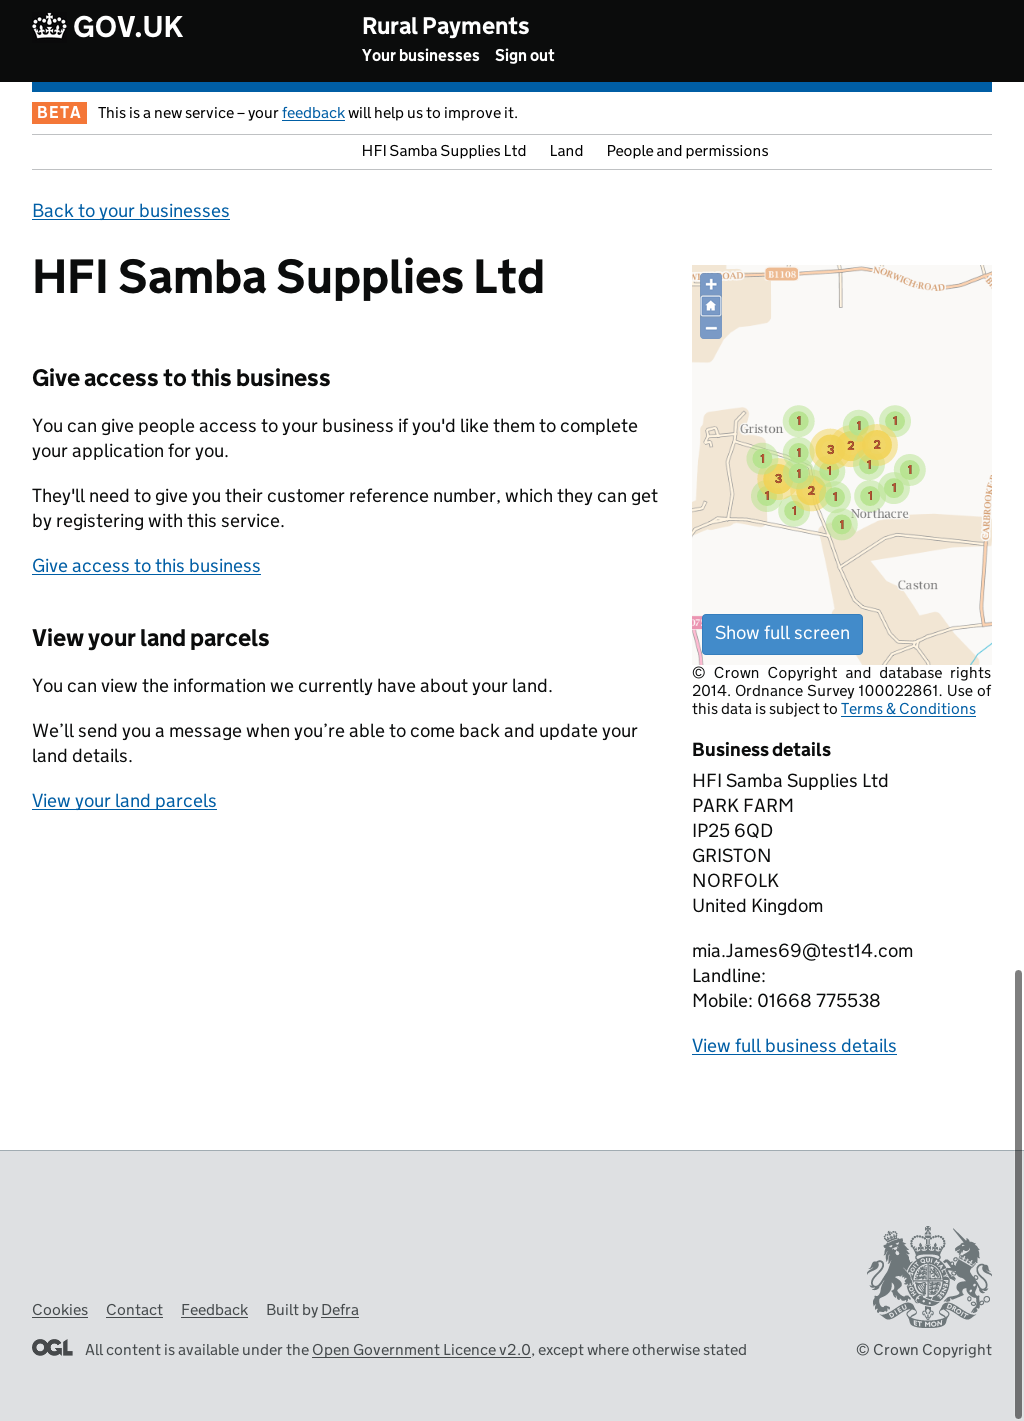 GOV.UK
Rural Payments
Your businesses Sign out
BETA This is a new service – your feedback will help us to improve it.
HFI Samba Supplies Ltd Land People and permissions
Back to your businesses
HFI Samba Supplies Ltd
Give access to this business
You can give people access to your business if you'd like them to complete
your application for you.
They'll need to give you their customer reference number, which they can get
by registering with this service.
Give access to this business
View your land parcels
You can view the information we currently have about your land.
We’ll send you a message when you’re able to come back and update your
land details.
View your land parcels
ROAD B1108 NORWICH ROAD
+
−
Griston
1 1 1
1 1 3 2 2
3 1 1 1 1
1 2 1 1 1
1 1
Northacre
CARBROOKE
Caston
Show full screen
© Crown Copyright and database rights
2014. Ordnance Survey 100022861. Use of
this data is subject to Terms & Conditions
Business details
HFI Samba Supplies Ltd
PARK FARM
IP25 6QD
GRISTON
NORFOLK
United Kingdom
mia.James69@test14.com
Landline:
Mobile: 01668 775538
View full business details
Cookies Contact Feedback Built by Defra
OGL All content is available under the Open Government Licence v2.0, except where otherwise stated
DIEU ET MON DROIT
© Crown Copyright